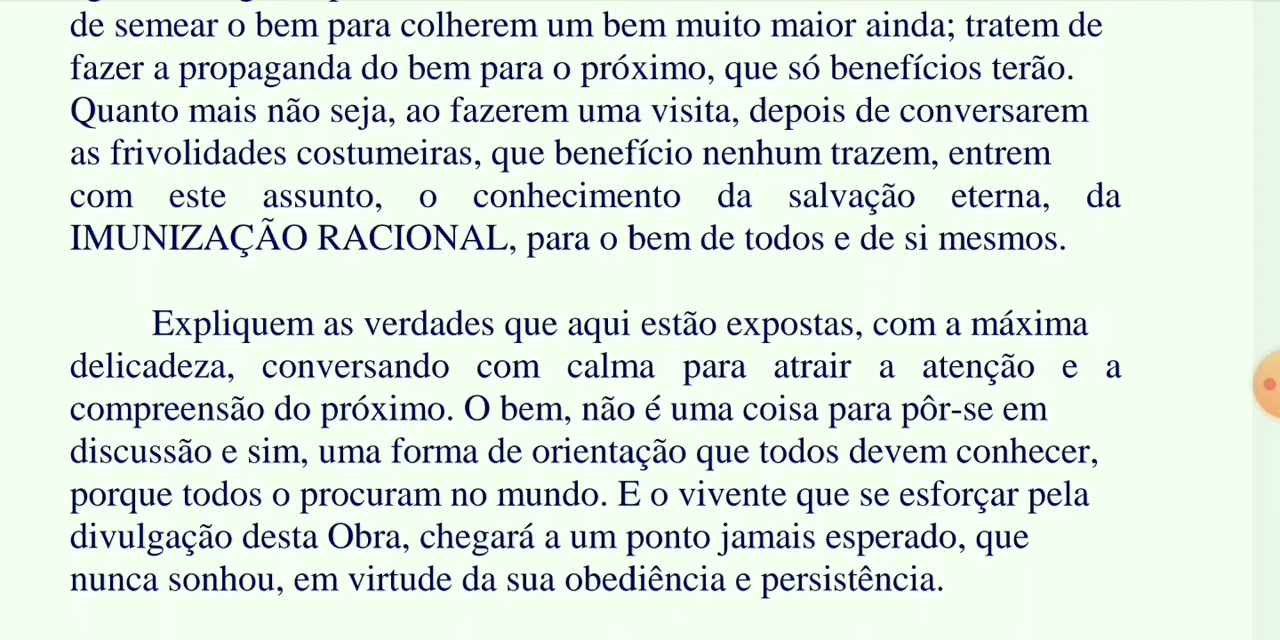 de semear o bem para colherem um bem muito maior ainda; tratem de
fazer a propaganda do bem para o próximo, que só benefícios terão.
Quanto mais não seja, ao fazerem uma visita, depois de conversarem
as frivolidades costumeiras, que benefício nenhum trazem, entrem
com este assunto, o conhecimento da salvação eterna, da
IMUNIZAÇÃO RACIONAL, para o bem de todos e de si mesmos.
Expliquem as verdades que aqui estão expostas, com a máxima
delicadeza, conversando com calma para atrair a atenção e a
compreensão do próximo. O bem, não é uma coisa para pôr-se em
discussão e sim, uma forma de orientação que todos devem conhecer,
porque todos o procuram no mundo. E o vivente que se esforçar pela
divulgação desta Obra, chegará a um ponto jamais esperado, que
nunca sonhou, em virtude da sua obediência e persistência.